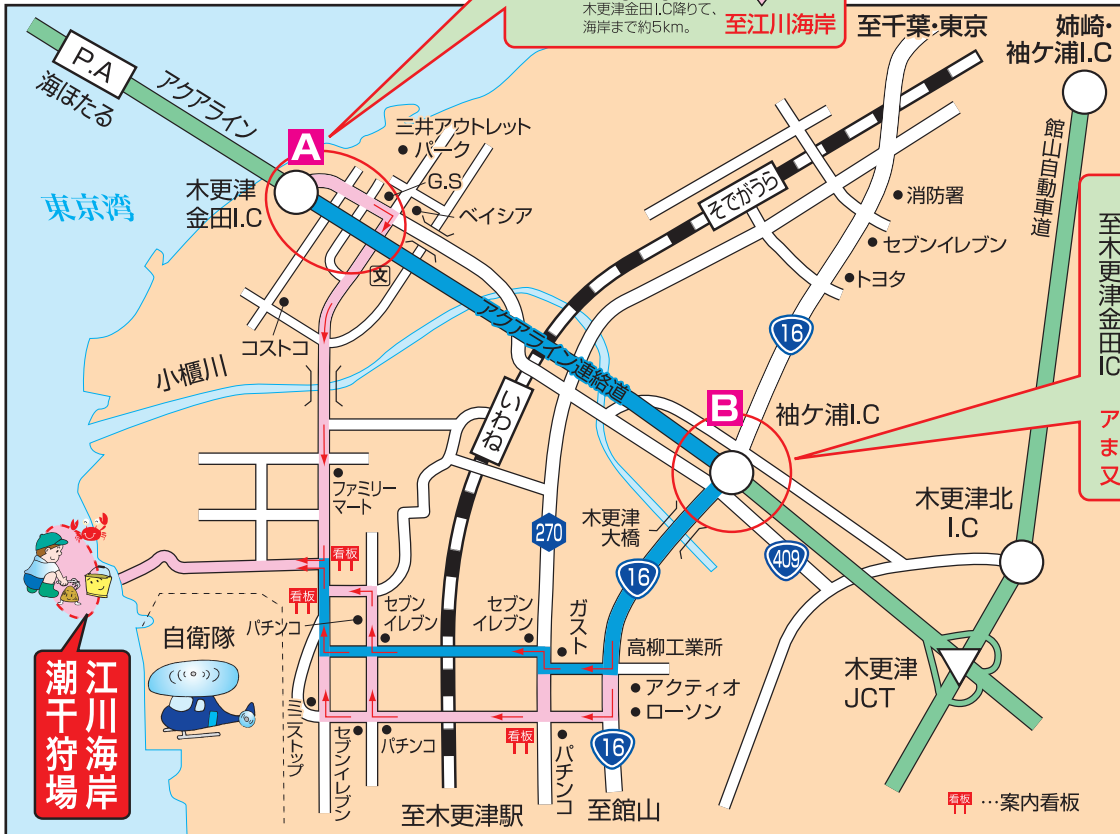 木更津金田I.C降りて、
海岸まで約5km。
至江川海岸
至千葉・東京
姉崎・
袖ケ浦I.C
P.A
海ほたる
アクアライン
A
三井アウトレット
パーク
G.S
ベイシア
木更津
金田I.C
東京湾
文
コストコ
小櫃川
アクアライン連絡道
そでがうら
消防署
セブンイレブン
トヨタ
16
館山自動車道
至木更津金田IC
ア
ま
又
B
袖ケ浦I.C
いわね
ファミリー
マート
270
木更津
大橋
16
409
木更津北
I.C
看板
看板
パチンコ
セブン
イレブン
セブン
イレブン
ガスト
高柳工業所
アクティオ
ローソン
木更津
JCT
自衛隊
江川海岸
潮干狩場
ミニストップ
セブンイレブン
パチンコ
看板
パチンコ
16
至木更津駅
至館山
看板 …案内看板